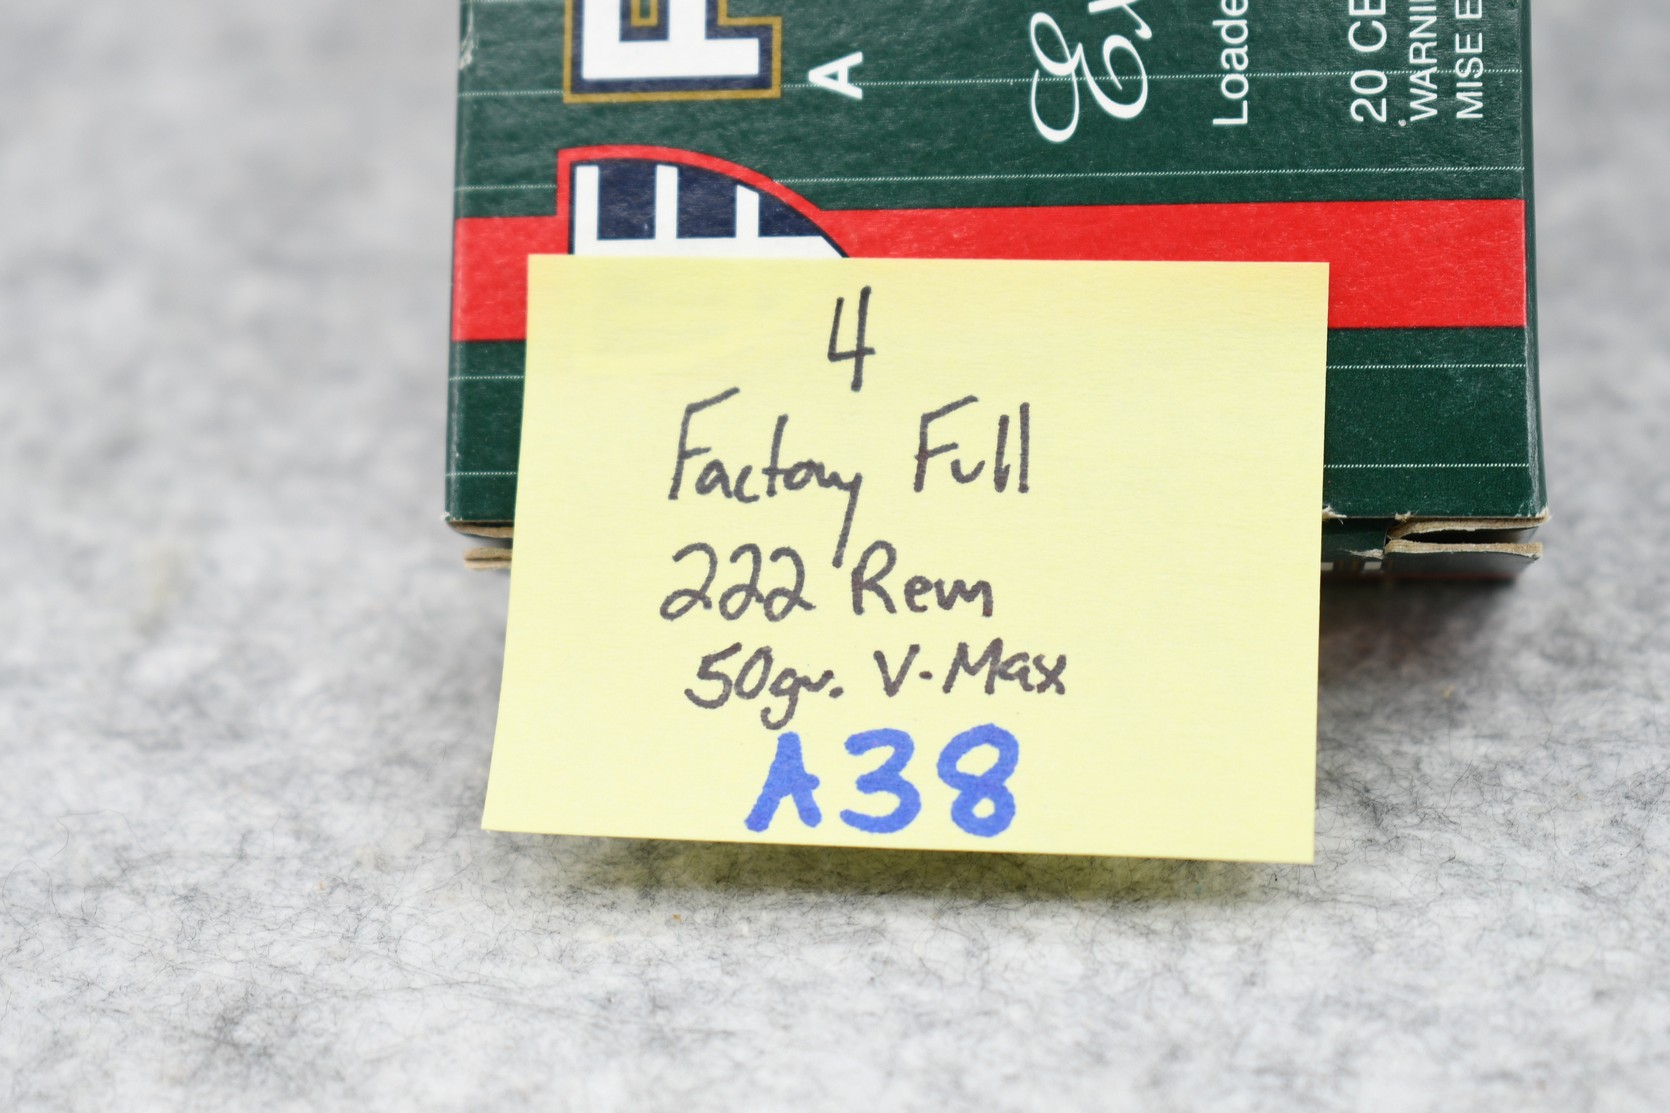 A
Loade
20 CE
WARNI
MISE E
4
Factory Full
222 Rem
50gr. V-Max
A38